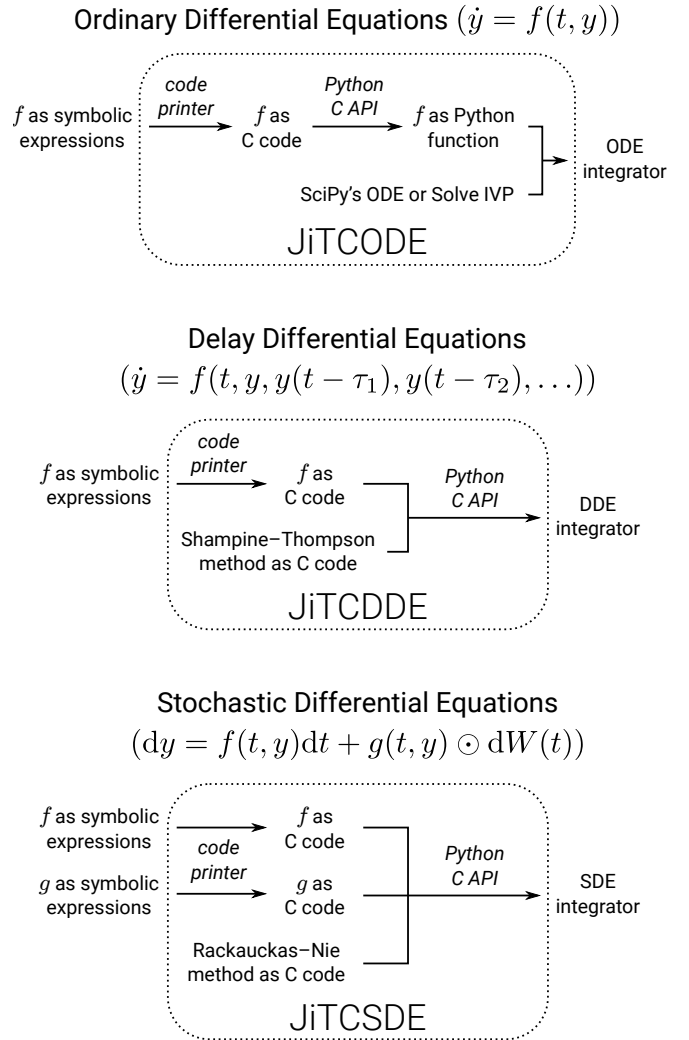 Ordinary Differential Equations (ẏ = f(t, y))
code
printer
Python
C API
f as symbolic
expressions
f as
C code
f as Python
function
SciPy's ODE or Solve IVP
ODE
integrator
JiTCODE
Delay Differential Equations
(ẏ = f(t, y, y(t − τ₁), y(t − τ₂), . . .))
code
printer
f as symbolic
expressions
f as
C code
Python
C API
Shampine–Thompson
method as C code
DDE
integrator
JiTCDDE
Stochastic Differential Equations
(dy = f(t, y)dt + g(t, y) ⊙ dW(t))
f as symbolic
expressions
f as
C code
code
printer
Python
C API
g as symbolic
expressions
g as
C code
SDE
integrator
Rackauckas–Nie
method as C code
JiTCSDE